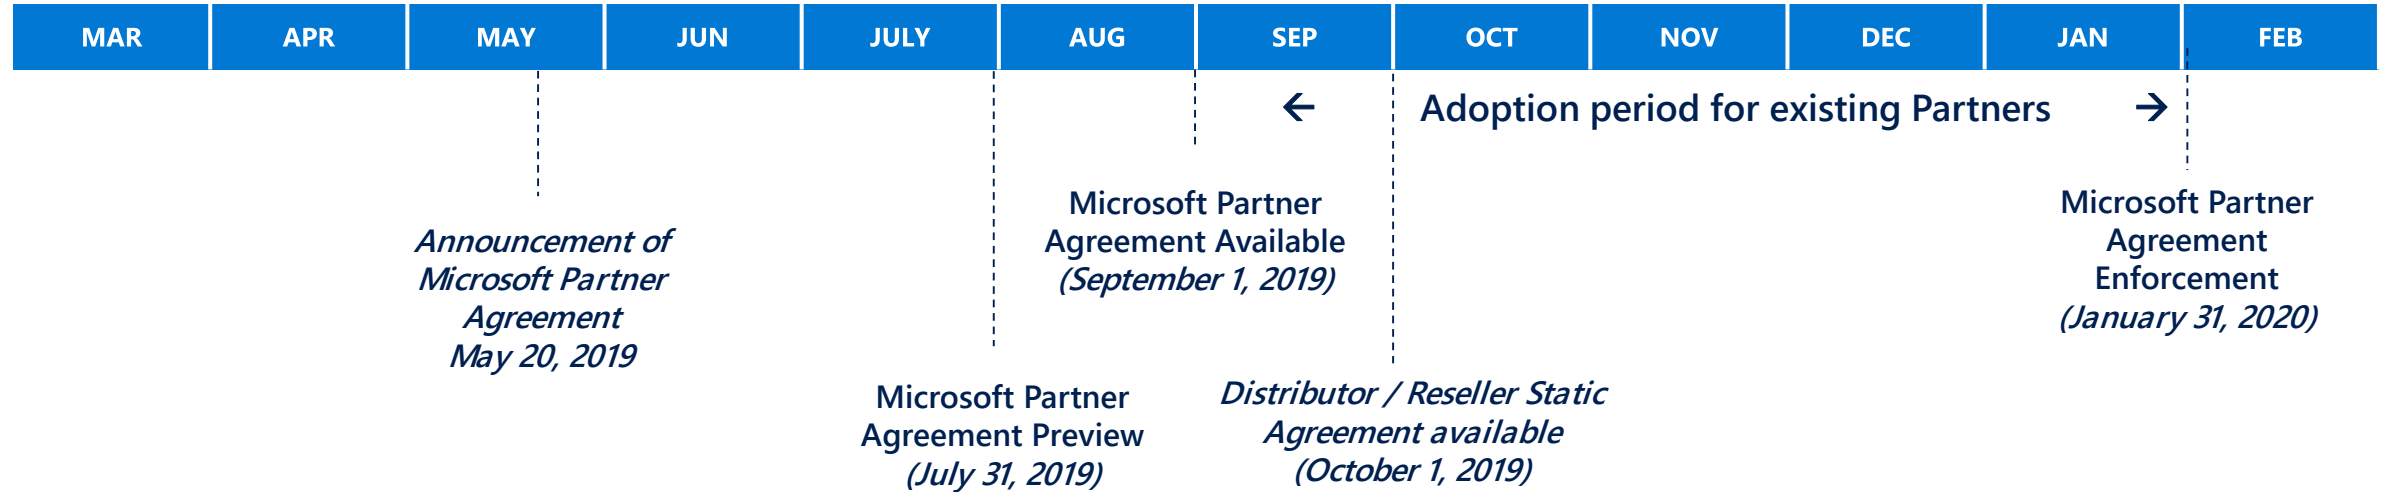 MAR APR MAY JUN JULY AUG SEP OCT NOV DEC JAN FEB
← Adoption period for existing Partners →
Announcement of
Microsoft Partner
Agreement
May 20, 2019
Microsoft Partner
Agreement Preview
(July 31, 2019)
Microsoft Partner
Agreement Available
(September 1, 2019)
Distributor / Reseller Static
Agreement available
(October 1, 2019)
Microsoft Partner
Agreement
Enforcement
(January 31, 2020)